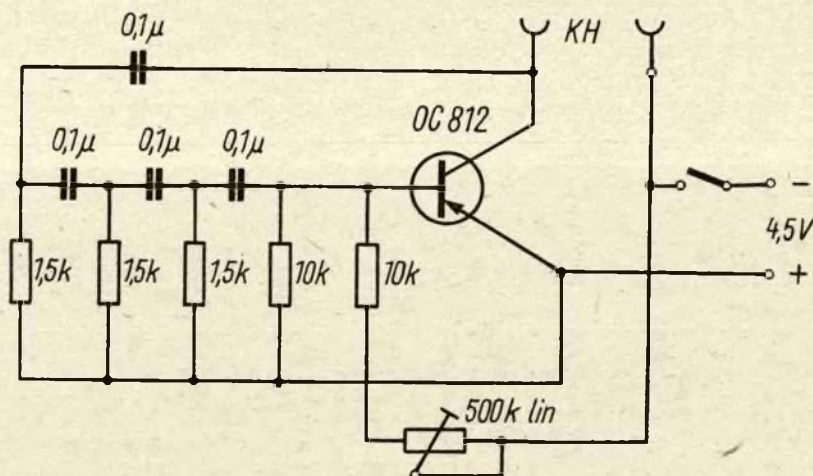 0,1µ
KH
OC 812
0,1µ 0,1µ 0,1µ
−
4,5V
+
1,5k 1,5k 1,5k 10k 10k
500k lin